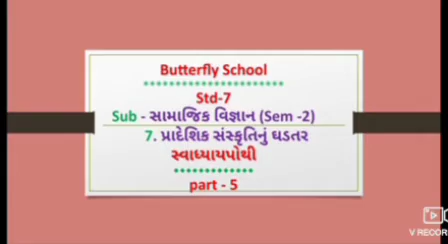 Butterfly School
Std-7
Sub - સામાજિક વિજ્ઞાન (Sem -2)
7. પ્રાદેશિક સંસ્કૃતિનું ઘડતર
સ્વાધ્યાયપોથી
part - 5